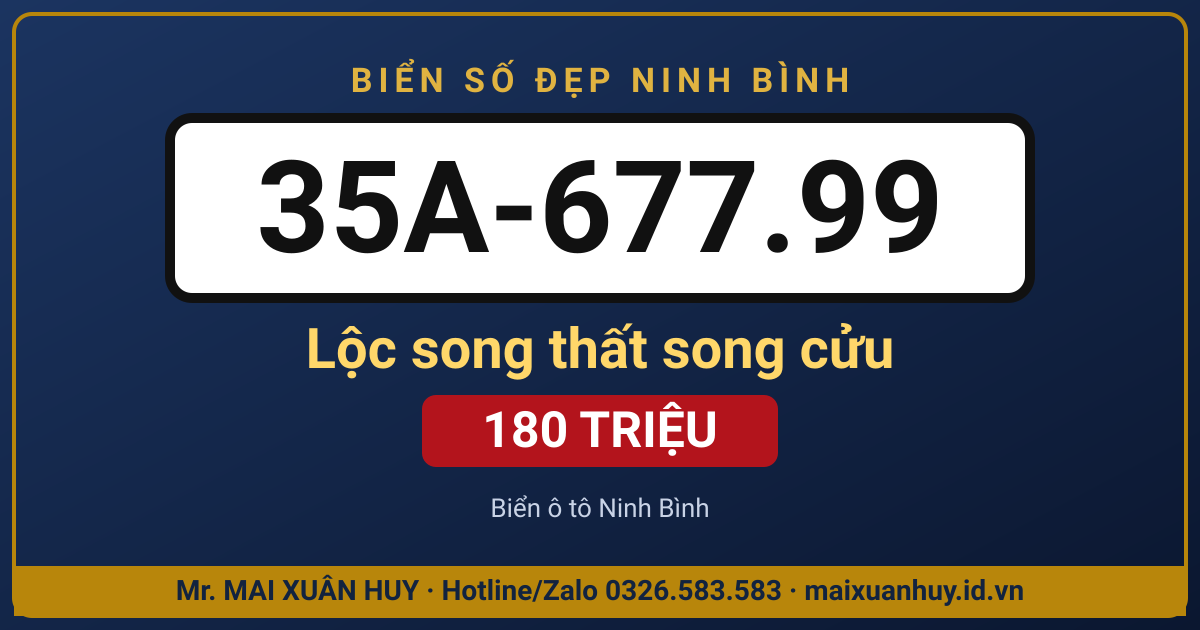 BIỂN SỐ ĐẸP NINH BÌNH
35A-677.99
Lộc song thất song cửu
180 TRIỆU
Biển ô tô Ninh Bình
Mr. MAI XUÂN HUY · Hotline/Zalo 0326.583.583 · maixuanhuy.id.vn